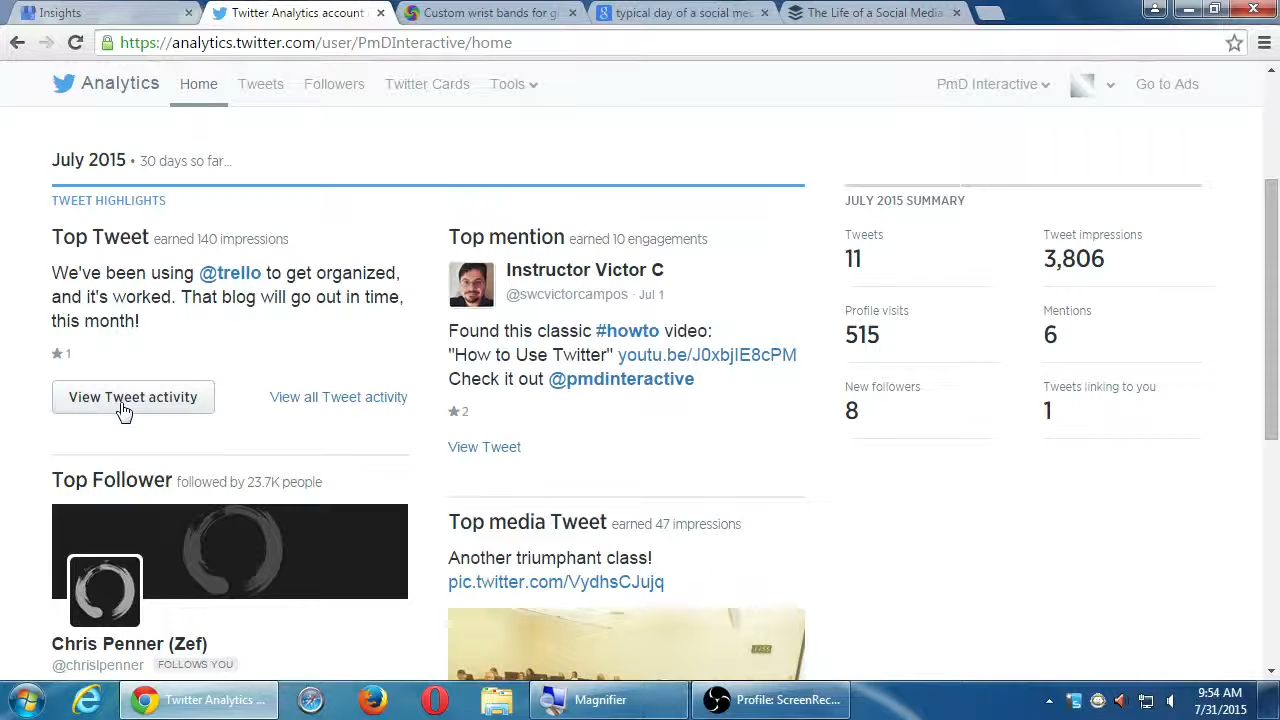 Insights
Twitter Analytics account
Custom wrist bands for g
typical day of a social me
The Life of a Social Media
https://analytics.twitter.com/user/PmDInteractive/home
Analytics
Home
Tweets
Followers
Twitter Cards
Tools
PmD Interactive
Go to Ads
July 2015 • 30 days so far...
TWEET HIGHLIGHTS
Top Tweet earned 140 impressions
We've been using @trello to get organized,
and it's worked. That blog will go out in time,
this month!
1
View Tweet activity
View all Tweet activity
Top Follower followed by 23.7K people
Chris Penner (Zef)
@chrislpenner FOLLOWS YOU
Top mention earned 10 engagements
Instructor Victor C
@swcvictorcampos · Jul 1
Found this classic #howto video:
"How to Use Twitter" youtu.be/J0xbjIE8cPM
Check it out @pmdinteractive
2
View Tweet
Top media Tweet earned 47 impressions
Another triumphant class!
pic.twitter.com/VydhsCJujq
JULY 2015 SUMMARY
Tweets
11
Tweet impressions
3,806
Profile visits
515
Mentions
6
New followers
8
Tweets linking to you
1
Twitter Analytics ...
Magnifier
Profile: ScreenRec...
9:54 AM
7/31/2015